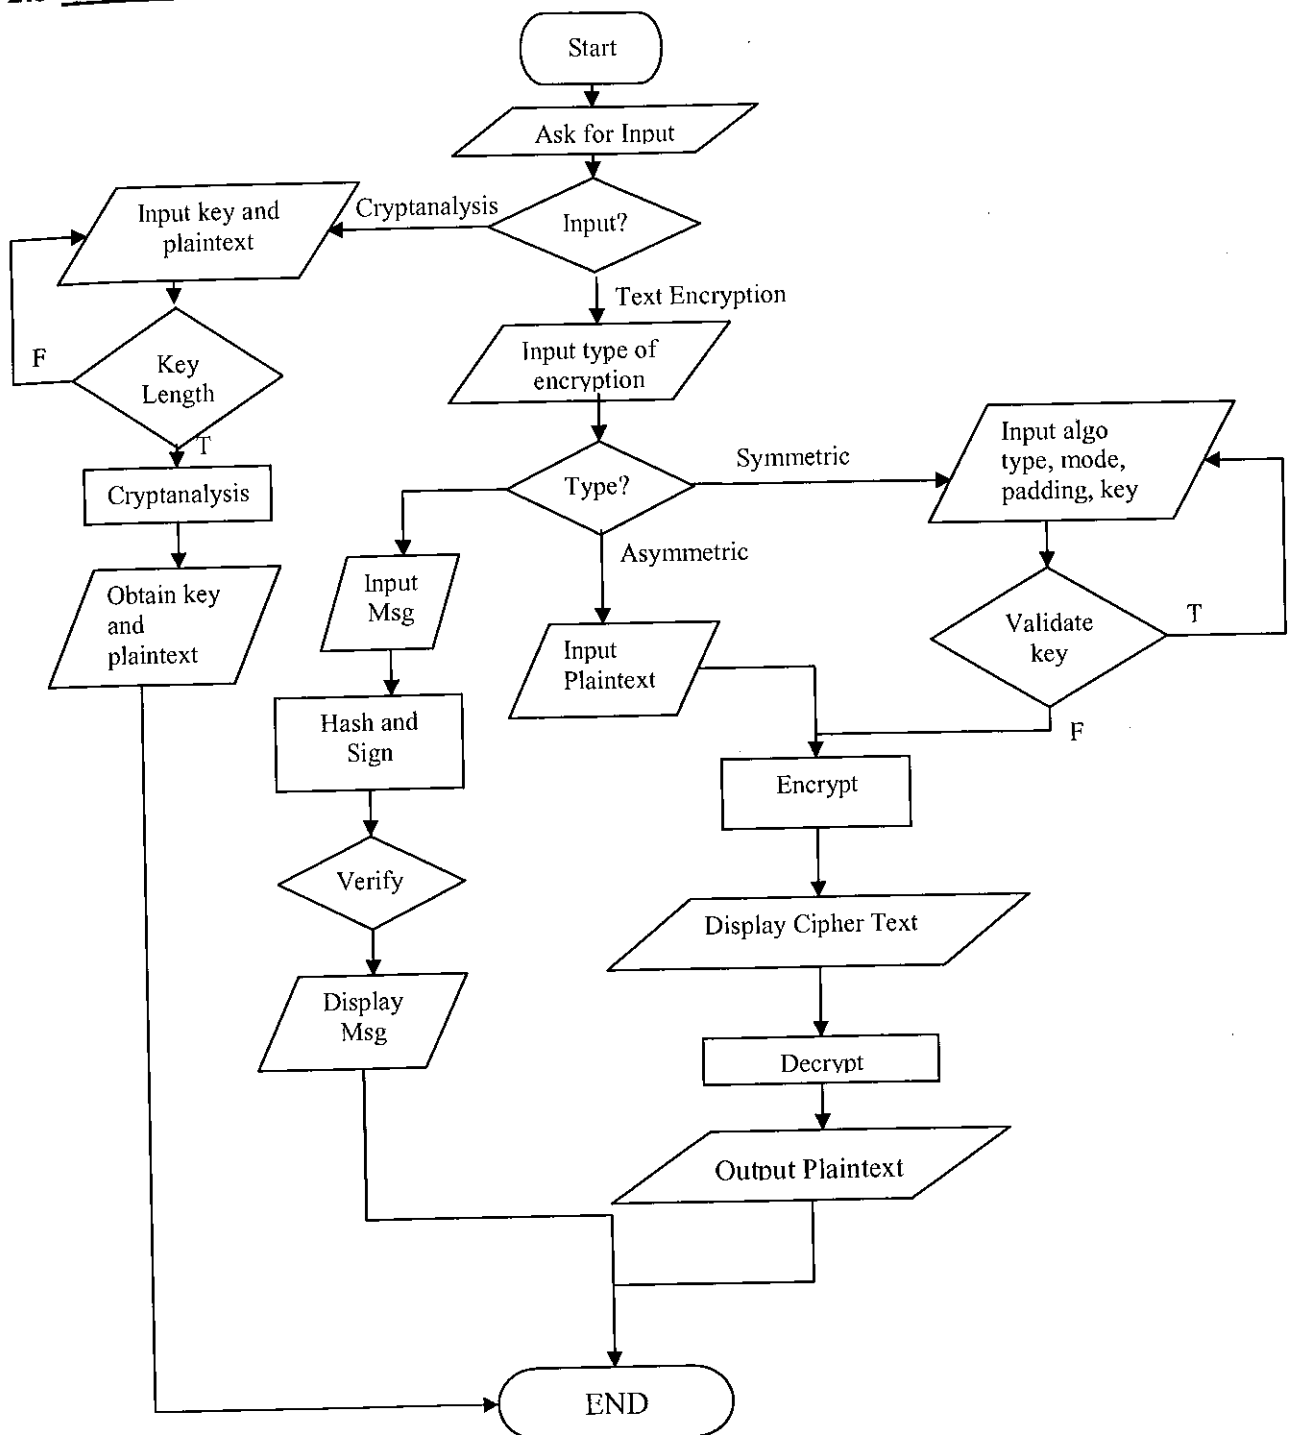 Start
Ask for Input
Input?
Cryptanalysis
Input key and
plaintext
Text Encryption
F
Key
Length
T
Input type of
encryption
Cryptanalysis
Type?
Symmetric
Input algo
type, mode,
padding, key
Asymmetric
Obtain key
and
plaintext
Input
Msg
Input
Plaintext
Validate
key
T
F
Hash and
Sign
Encrypt
Verify
Display Cipher Text
Display
Msg
Decrypt
Output Plaintext
END